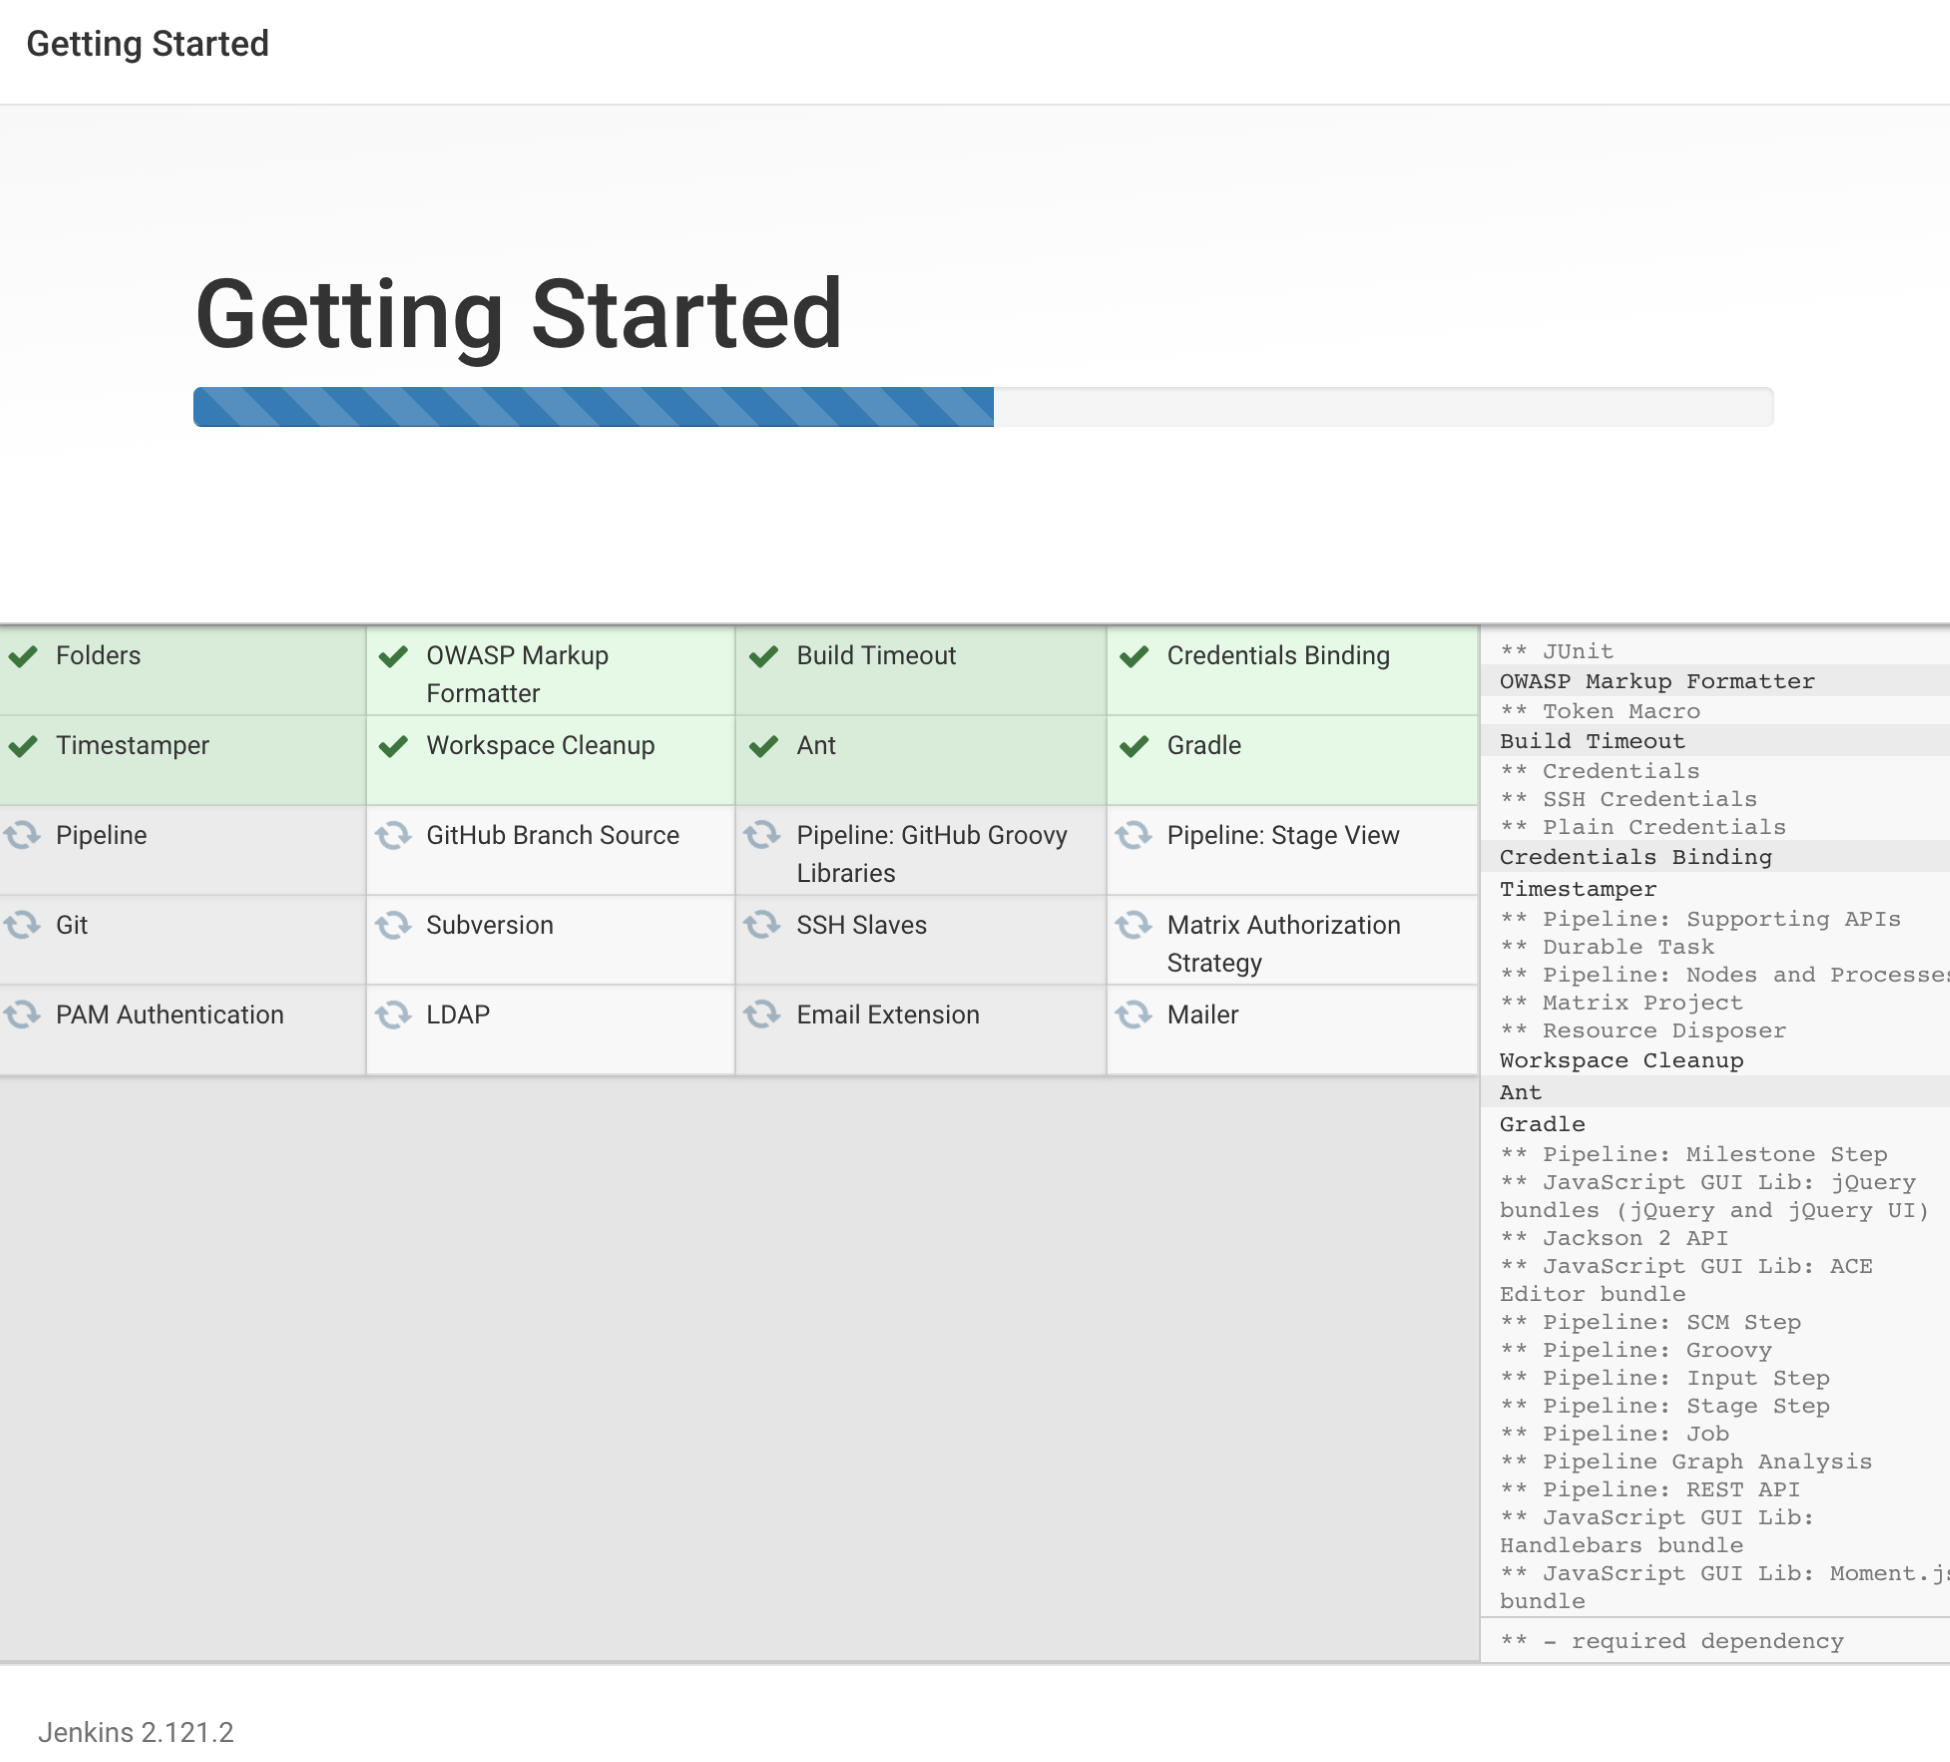 Getting Started
Getting Started
Folders
OWASP Markup
Formatter
Build Timeout
Credentials Binding
Timestamper
Workspace Cleanup
Ant
Gradle
Pipeline
GitHub Branch Source
Pipeline: GitHub Groovy
Libraries
Pipeline: Stage View
Git
Subversion
SSH Slaves
Matrix Authorization
Strategy
PAM Authentication
LDAP
Email Extension
Mailer
** JUnit
OWASP Markup Formatter
** Token Macro
Build Timeout
** Credentials
** SSH Credentials
** Plain Credentials
Credentials Binding
Timestamper
** Pipeline: Supporting APIs
** Durable Task
** Pipeline: Nodes and Processes
** Matrix Project
** Resource Disposer
Workspace Cleanup
Ant
Gradle
** Pipeline: Milestone Step
** JavaScript GUI Lib: jQuery
bundles (jQuery and jQuery UI)
** Jackson 2 API
** JavaScript GUI Lib: ACE
Editor bundle
** Pipeline: SCM Step
** Pipeline: Groovy
** Pipeline: Input Step
** Pipeline: Stage Step
** Pipeline: Job
** Pipeline Graph Analysis
** Pipeline: REST API
** JavaScript GUI Lib:
Handlebars bundle
** JavaScript GUI Lib: Moment.js
bundle
** - required dependency
Jenkins 2.121.2